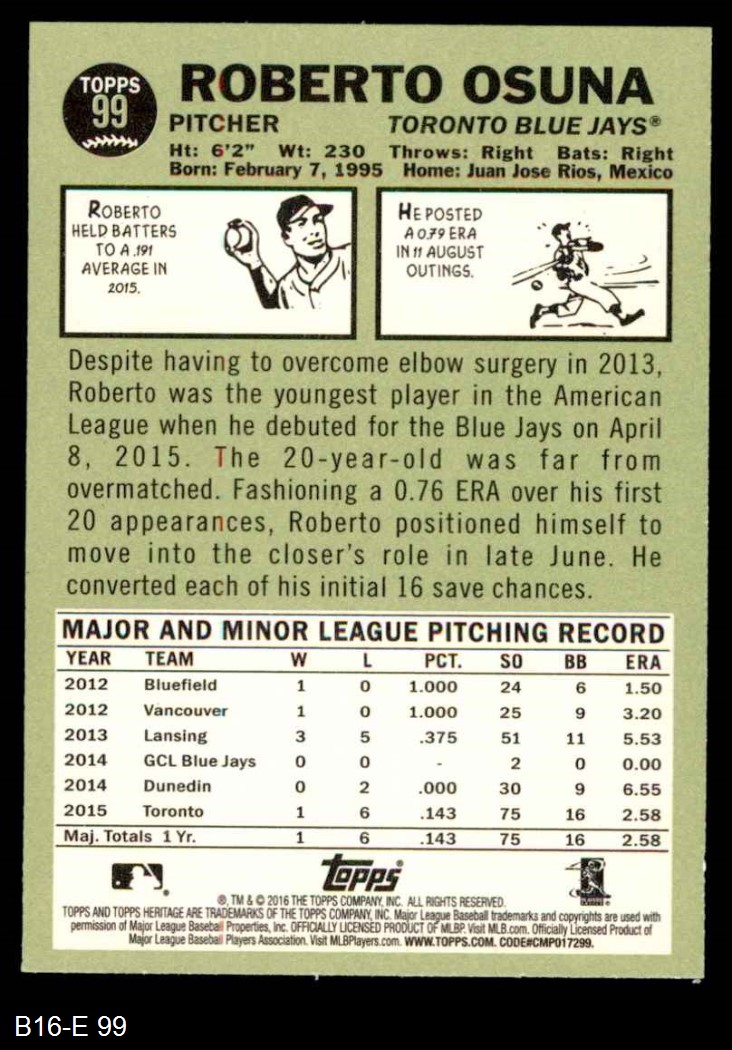 TOPPS
99
ROBERTO OSUNA
PITCHER TORONTO BLUE JAYS®
Ht: 6'2" Wt: 230 Throws: Right Bats: Right
Born: February 7, 1995 Home: Juan Jose Rios, Mexico
ROBERTO
HELD BATTERS
TO A .191
AVERAGE IN
2015.
HE POSTED
A 0.79 ERA
IN 11 AUGUST
OUTINGS.
Despite having to overcome elbow surgery in 2013,
Roberto was the youngest player in the American
League when he debuted for the Blue Jays on April
8, 2015. The 20-year-old was far from
overmatched. Fashioning a 0.76 ERA over his first
20 appearances, Roberto positioned himself to
move into the closer's role in late June. He
converted each of his initial 16 save chances.
MAJOR AND MINOR LEAGUE PITCHING RECORD
YEAR TEAM W L PCT. SO BB ERA
2012 Bluefield 1 0 1.000 24 6 1.50
2012 Vancouver 1 0 1.000 25 9 3.20
2013 Lansing 3 5 .375 51 11 5.53
2014 GCL Blue Jays 0 0 - 2 0 0.00
2014 Dunedin 0 2 .000 30 9 6.55
2015 Toronto 1 6 .143 75 16 2.58
Maj. Totals 1 Yr. 1 6 .143 75 16 2.58
topps®
®, TM & © 2016 THE TOPPS COMPANY, INC. ALL RIGHTS RESERVED.
TOPPS AND TOPPS HERITAGE ARE TRADEMARKS OF THE TOPPS COMPANY, INC. Major League Baseball trademarks and copyrights are used with
permission of Major League Baseball Properties, Inc. OFFICIALLY LICENSED PRODUCT OF MLBP. Visit MLB.com. Officially Licensed Product of
Major League Baseball Players Association. Visit MLBPlayers.com. WWW.TOPPS.COM. CODE#CMP017299.
B16-E 99